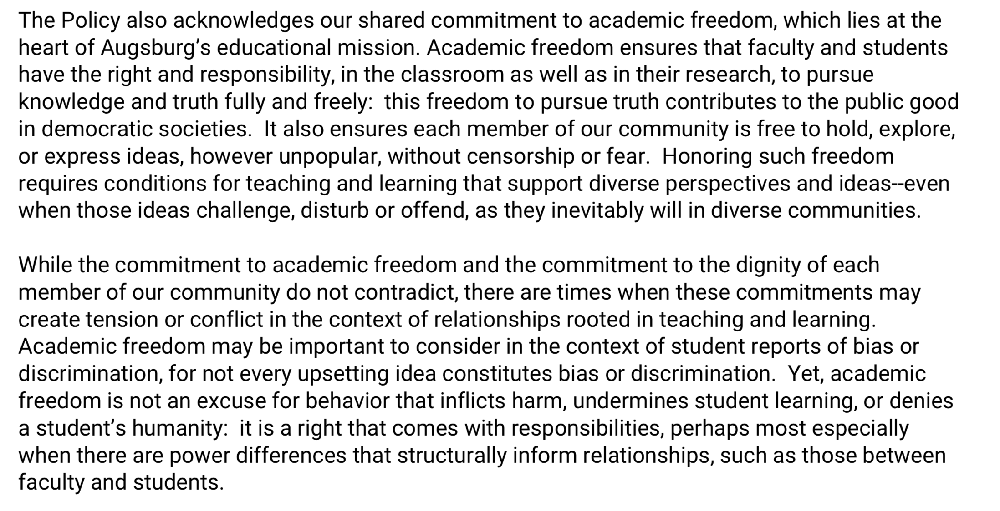 The Policy also acknowledges our shared commitment to academic freedom, which lies at the
heart of Augsburg’s educational mission. Academic freedom ensures that faculty and students
have the right and responsibility, in the classroom as well as in their research, to pursue
knowledge and truth fully and freely:  this freedom to pursue truth contributes to the public good
in democratic societies.  It also ensures each member of our community is free to hold, explore,
or express ideas, however unpopular, without censorship or fear.  Honoring such freedom
requires conditions for teaching and learning that support diverse perspectives and ideas--even
when those ideas challenge, disturb or offend, as they inevitably will in diverse communities.

While the commitment to academic freedom and the commitment to the dignity of each
member of our community do not contradict, there are times when these commitments may
create tension or conflict in the context of relationships rooted in teaching and learning.
Academic freedom may be important to consider in the context of student reports of bias or
discrimination, for not every upsetting idea constitutes bias or discrimination.  Yet, academic
freedom is not an excuse for behavior that inflicts harm, undermines student learning, or denies
a student’s humanity:  it is a right that comes with responsibilities, perhaps most especially
when there are power differences that structurally inform relationships, such as those between
faculty and students.